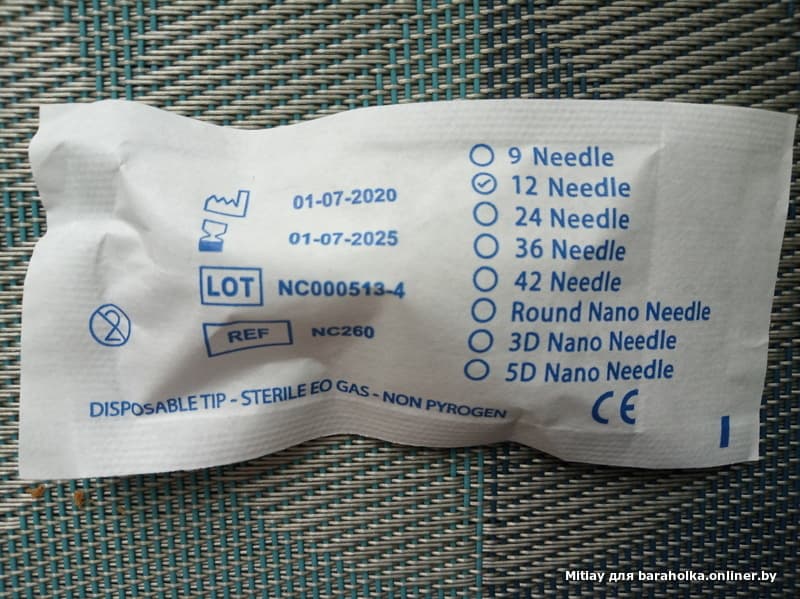 01-07-2020
01-07-2025
LOT NC000513-4
REF NC260
2
9 Needle
12 Needle
24 Needle
36 Needle
42 Needle
Round Nano Needle
3D Nano Needle
5D Nano Needle
DISPOSABLE TIP - STERILE EO GAS - NON PYROGEN
CE
Mitlay для baraholka.onliner.by